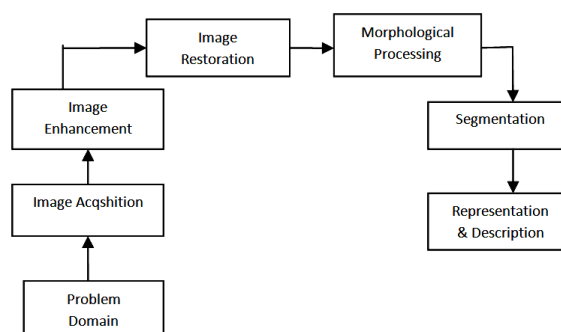 Image
Restoration
Morphological
Processing
Image
Enhancement
Segmentation
Image Acqshition
Representation
& Description
Problem
Domain